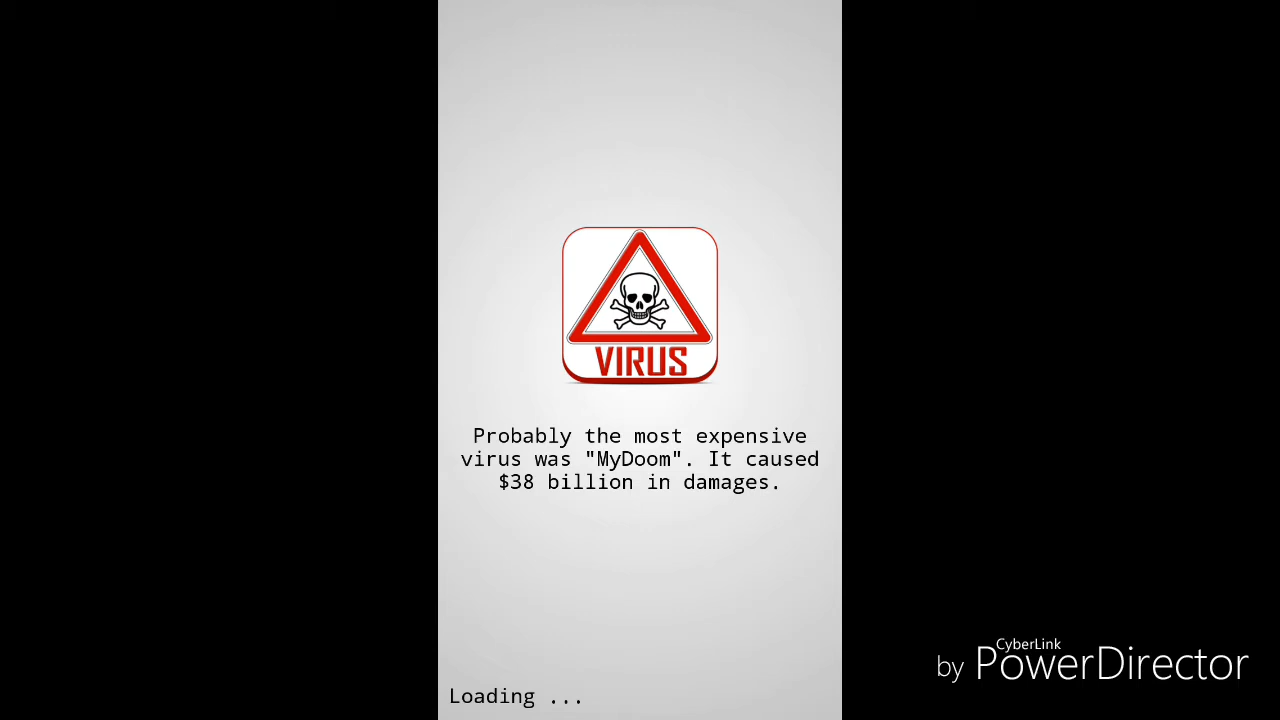 VIRUS
Probably the most expensive
virus was "MyDoom". It caused
$38 billion in damages.
Loading ...
CyberLink
by PowerDirector